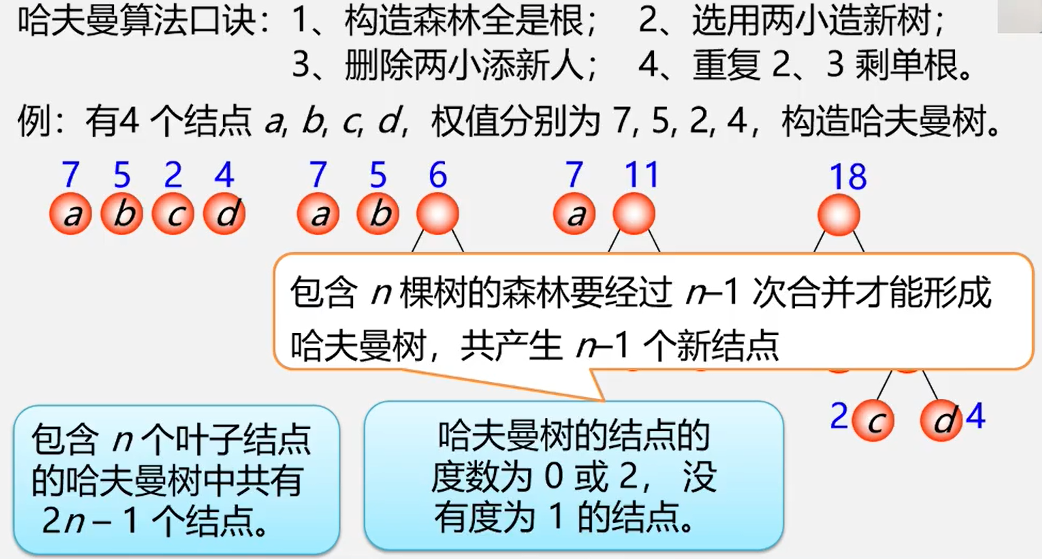 哈夫曼算法口诀：1、构造森林全是根； 2、选用两小造新树；
3、删除两小添新人； 4、重复 2、3 剩单根。
例：有4 个结点 a, b, c, d，权值分别为 7, 5, 2, 4，构造哈夫曼树。
7 5 2 4 7 5 6 7 11 18
a b c d a b a
包含 n 棵树的森林要经过 n–1 次合并才能形成
哈夫曼树，共产生 n–1 个新结点
2 c d 4
包含 n 个叶子结点
的哈夫曼树中共有
2n – 1 个结点。
哈夫曼树的结点的
度数为 0 或 2， 没
有度为 1 的结点。